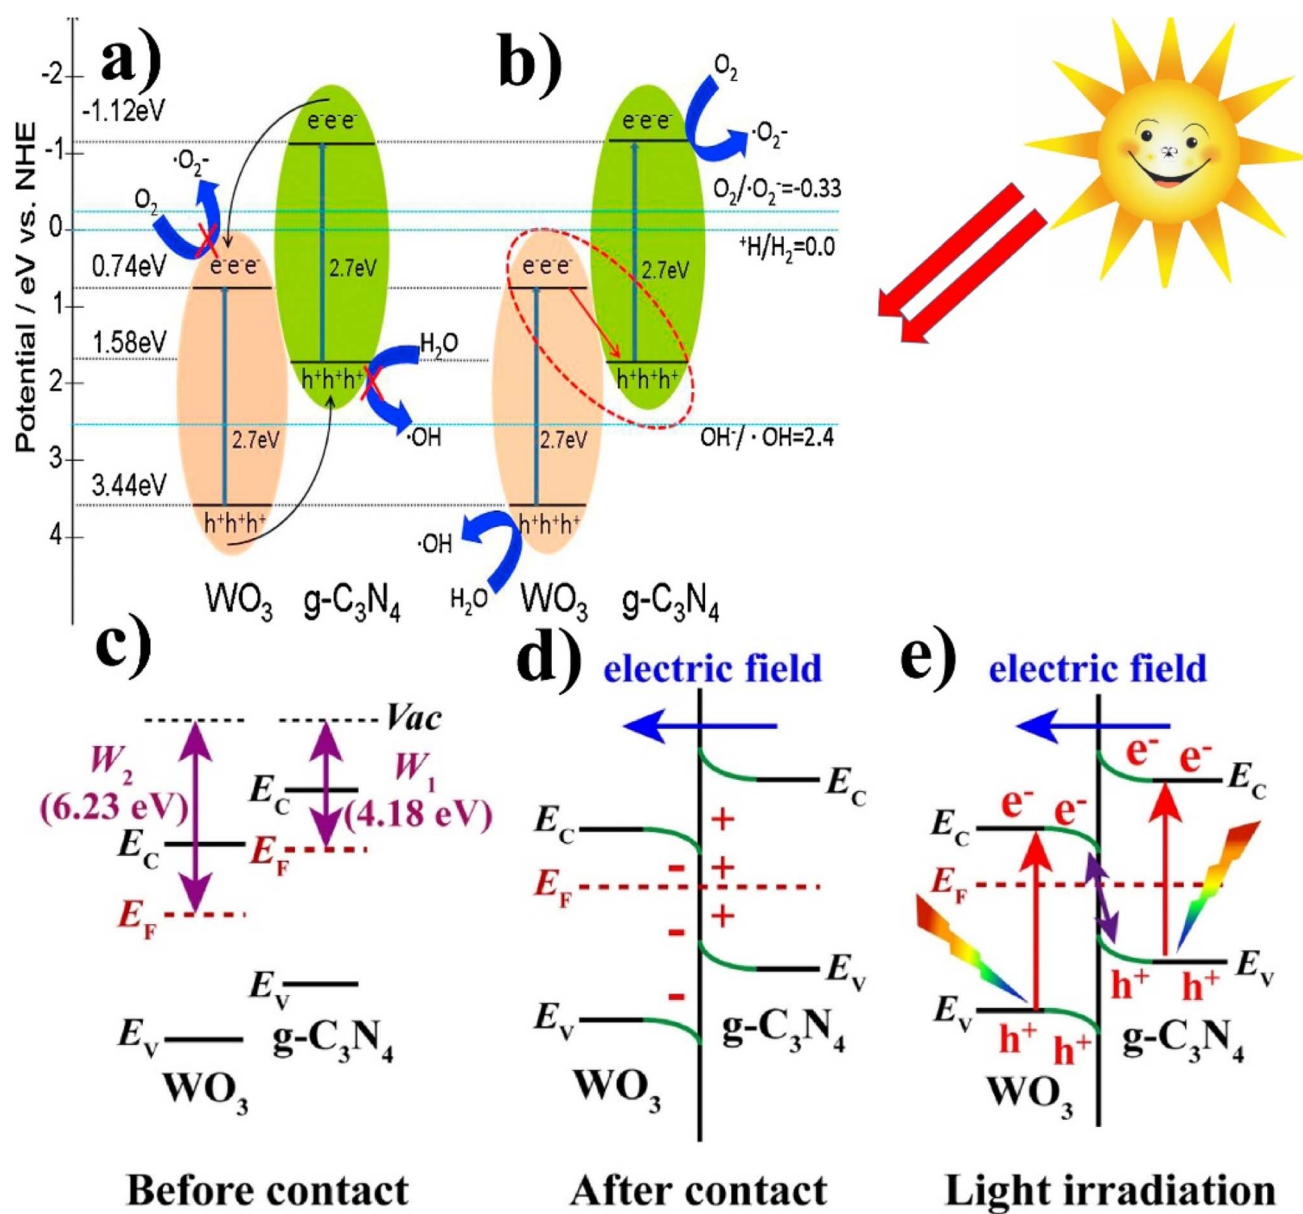 a)
b)
Potential / eV vs. NHE
-2
-1
0
1
2
3
4
-1.12eV
0.74eV
1.58eV
3.44eV
O₂
·O₂-
e⁻e⁻e⁻
e⁻e⁻e⁻
2.7eV
2.7eV
h⁺h⁺h⁺
h⁺h⁺h⁺
H₂O
·OH
WO₃
g-C₃N₄
e⁻e⁻e⁻
e⁻e⁻e⁻
O₂
·O₂-
O₂/·O₂⁻=-0.33
⁺H/H₂=0.0
2.7eV
2.7eV
h⁺h⁺h⁺
h⁺h⁺h⁺
OH⁻/ · OH=2.4
·OH
H₂O
WO₃
g-C₃N₄
c)
Vac
W₂
(6.23 eV)
W₁
(4.18 eV)
E_C
E_C
E_F
E_F
E_V
E_V
g-C₃N₄
WO₃
Before contact
d)
electric field
E_C
E_C
+
-
+
E_F
+
-
-
E_V
E_V
g-C₃N₄
WO₃
After contact
e)
electric field
e⁻
e⁻
E_C
e⁻
e⁻
E_C
E_F
E_V
h⁺
h⁺
E_V
h⁺
h⁺
g-C₃N₄
WO₃
Light irradiation